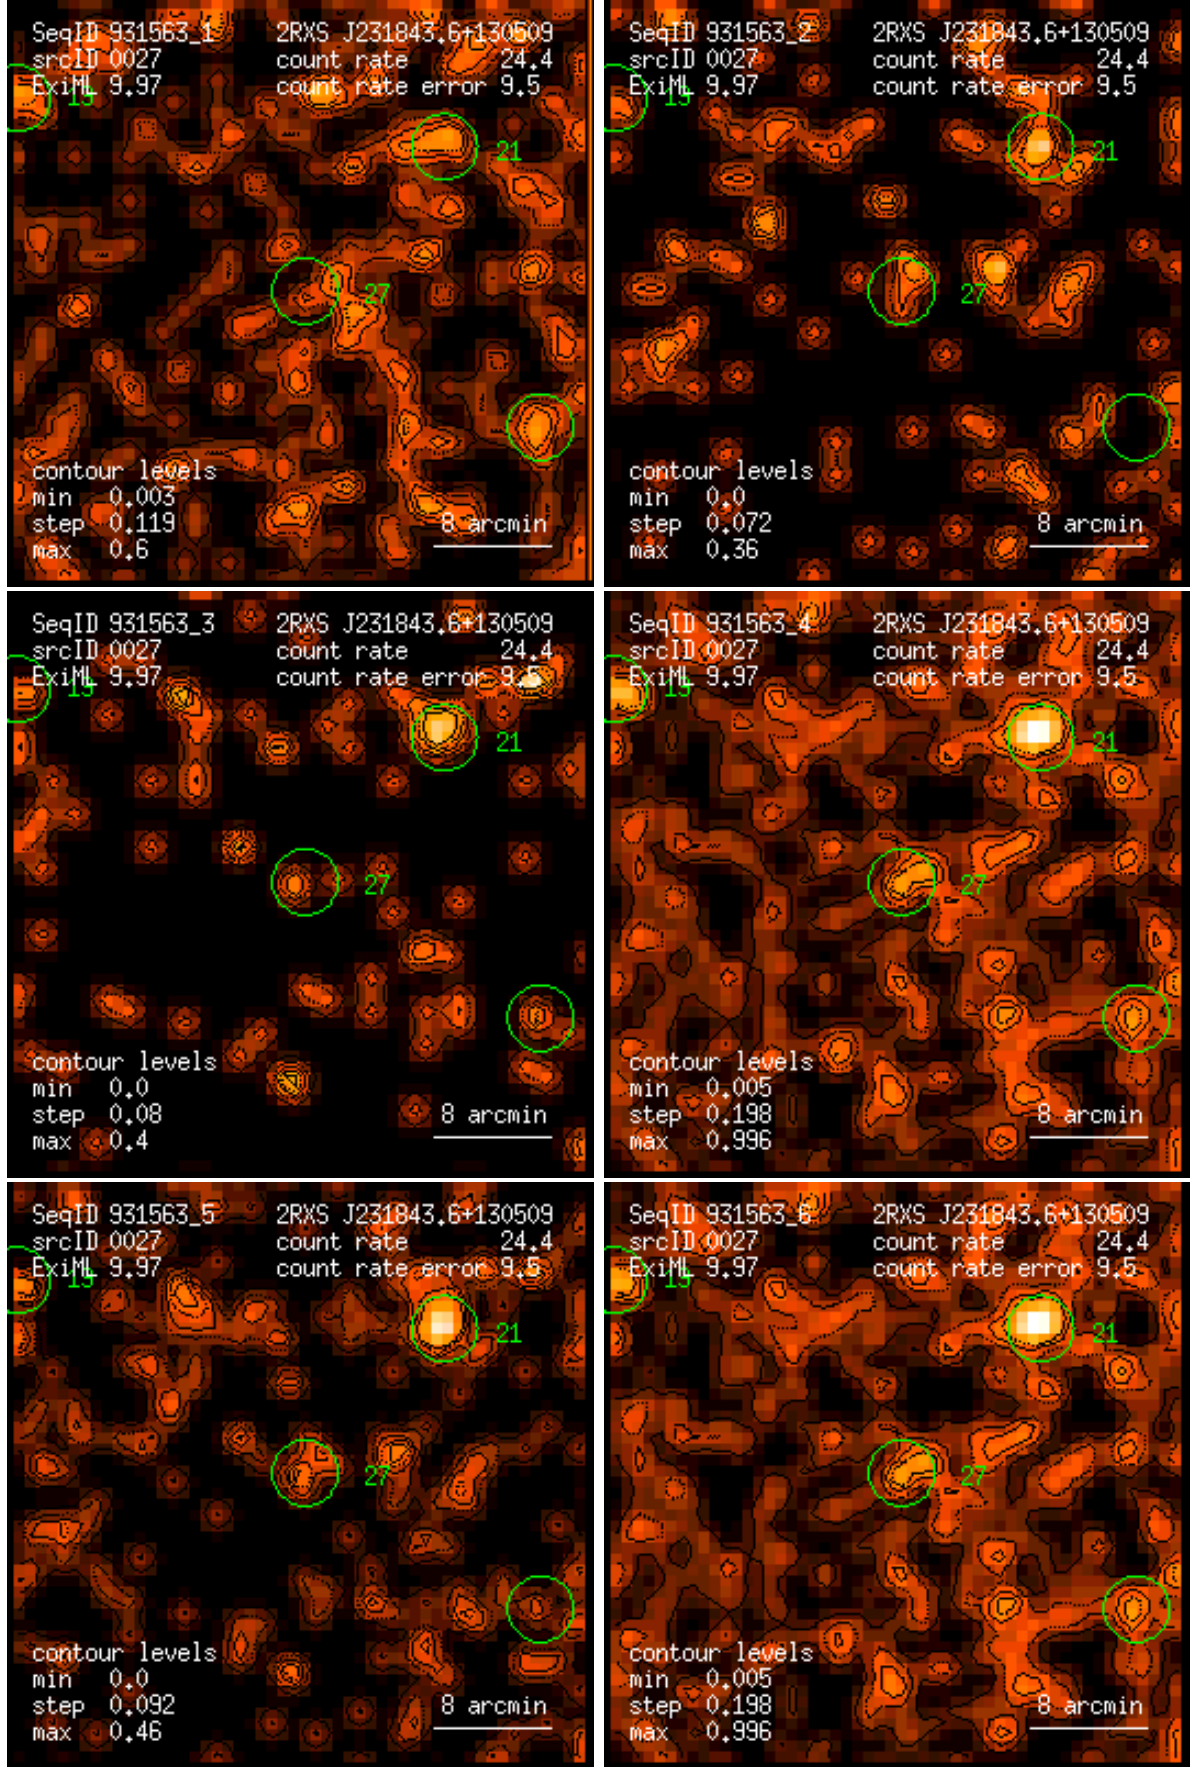 SeqID 931563_1 2RXS J231843.6+130509
srcID 0027 count rate 24.4
ExiML 9.97 count rate error 9.5
19
21
27
contour levels
min 0.003
step 0.119
max 0.6
8 arcmin
SeqID 931563_2 2RXS J231843.6+130509
srcID 0027 count rate 24.4
ExiML 9.97 count rate error 9.5
19
21
27
contour levels
min 0.0
step 0.072
max 0.36
8 arcmin
SeqID 931563_3 2RXS J231843.6+130509
srcID 0027 count rate 24.4
ExiML 9.97 count rate error 9.5
19
21
27
contour levels
min 0.0
step 0.08
max 0.4
8 arcmin
SeqID 931563_4 2RXS J231843.6+130509
srcID 0027 count rate 24.4
ExiML 9.97 count rate error 9.5
19
21
27
contour levels
min 0.005
step 0.198
max 0.996
8 arcmin
SeqID 931563_5 2RXS J231843.6+130509
srcID 0027 count rate 24.4
ExiML 9.97 count rate error 9.5
19
21
27
contour levels
min 0.0
step 0.092
max 0.46
8 arcmin
SeqID 931563_6 2RXS J231843.6+130509
srcID 0027 count rate 24.4
ExiML 9.97 count rate error 9.5
19
21
27
contour levels
min 0.005
step 0.198
max 0.996
8 arcmin